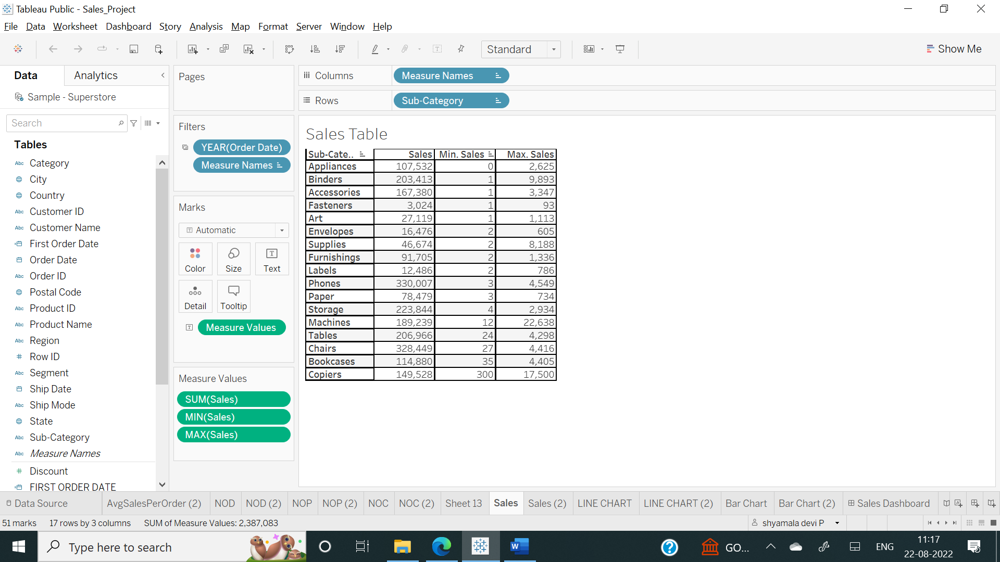 Tableau Public - Sales_Project
File Data Worksheet Dashboard Story Analysis Map Format Server Window Help
Standard
Show Me
Data Analytics
Sample - Superstore
Search
Tables
Abc Category
City
Country
Abc Customer ID
Abc Customer Name
First Order Date
Order Date
Abc Order ID
Postal Code
Abc Product ID
Abc Product Name
Abc Region
# Row ID
Abc Segment
Ship Date
Abc Ship Mode
State
Abc Sub-Category
Abc Measure Names
# Discount
FIRST ORDER DATE
Pages
Filters
YEAR(Order Date)
Measure Names
Marks
T Automatic
Color Size T Text
Detail Tooltip
T Measure Values
Measure Values
SUM(Sales)
MIN(Sales)
MAX(Sales)
Columns Measure Names
Rows Sub-Category
Sales Table
Sub-Cate.. Sales Min. Sales Max. Sales
Appliances 107,532 0 2,625
Binders 203,413 1 9,893
Accessories 167,380 1 3,347
Fasteners 3,024 1 93
Art 27,119 1 1,113
Envelopes 16,476 2 605
Supplies 46,674 2 8,188
Furnishings 91,705 2 1,336
Labels 12,486 2 786
Phones 330,007 3 4,549
Paper 78,479 3 734
Storage 223,844 4 2,934
Machines 189,239 12 22,638
Tables 206,966 24 4,298
Chairs 328,449 27 4,416
Bookcases 114,880 35 4,405
Copiers 149,528 300 17,500
Data Source AvgSalesPerOrder (2) NOD NOD (2) NOP NOP (2) NOC NOC (2) Sheet 13 Sales Sales (2) LINE CHART LINE CHART (2) Bar Chart Bar Chart (2) Sales Dashboard
51 marks 17 rows by 3 columns SUM of Measure Values: 2,387,083 shyamala devi P
Type here to search
W
?
GO...
ENG
11:17
22-08-2022